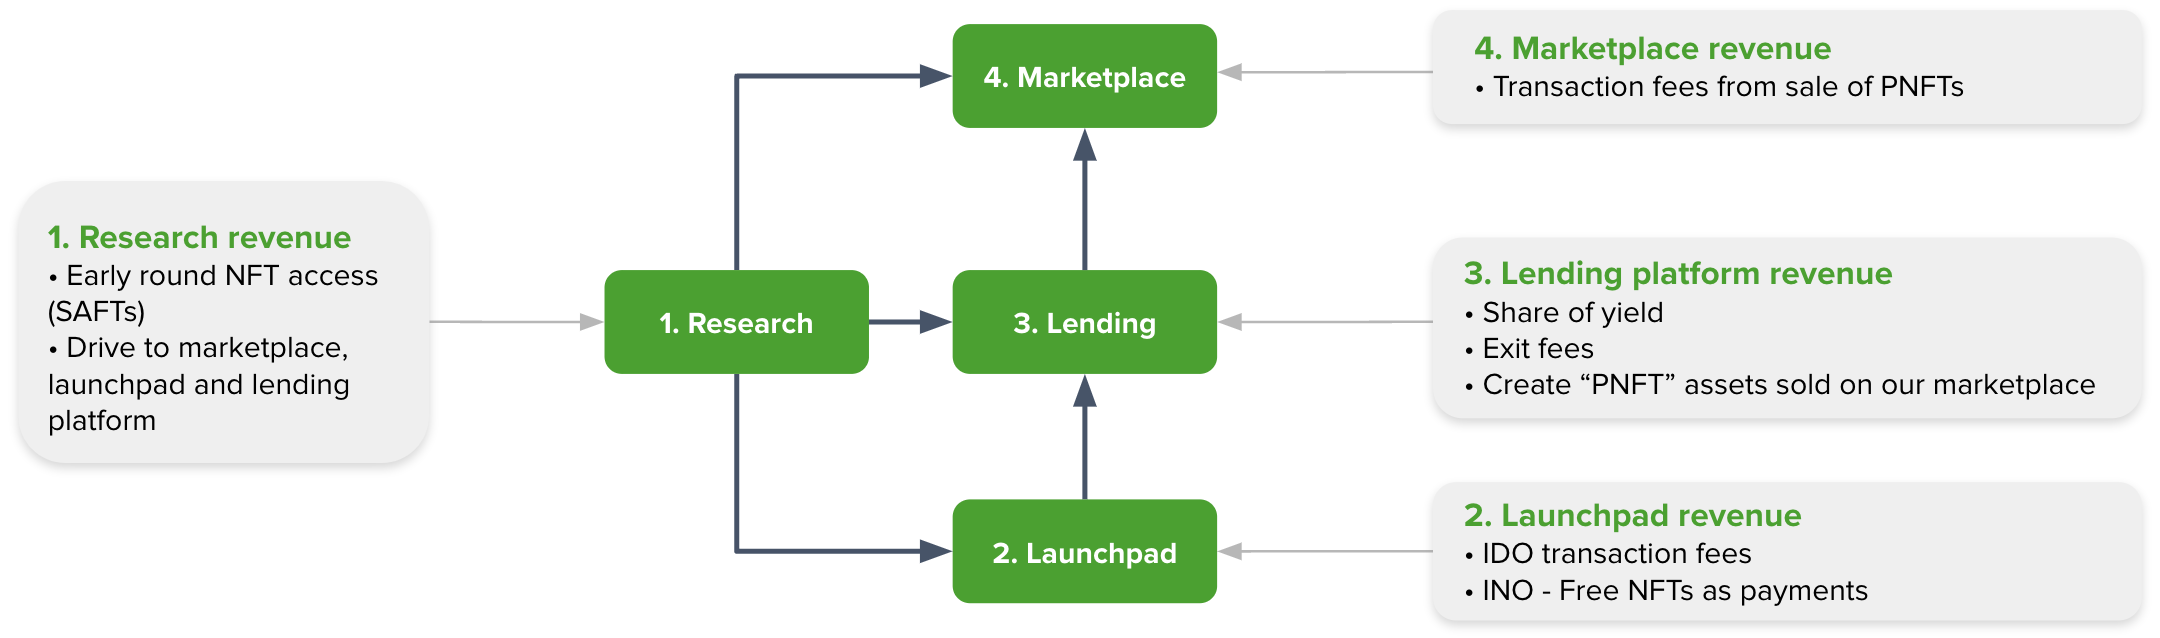 1. Research revenue
• Early round NFT access
(SAFTs)
• Drive to marketplace,
launchpad and lending
platform
1. Research
4. Marketplace
3. Lending
2. Launchpad
4. Marketplace revenue
• Transaction fees from sale of PNFTs
3. Lending platform revenue
• Share of yield
• Exit fees
• Create “PNFT” assets sold on our marketplace
2. Launchpad revenue
• IDO transaction fees
• INO - Free NFTs as payments